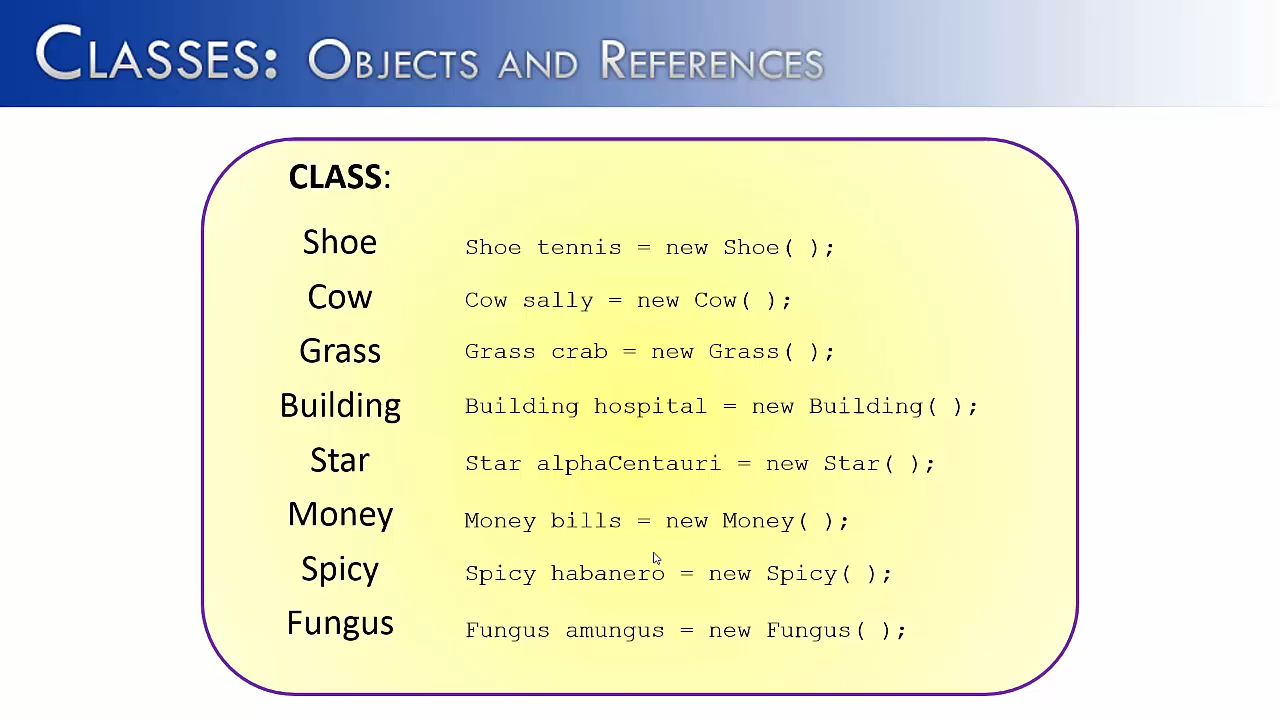 CLASSES: OBJECTS AND REFERENCES
CLASS:
Shoe Shoe tennis = new Shoe( );
Cow Cow sally = new Cow( );
Grass Grass crab = new Grass( );
Building Building hospital = new Building( );
Star Star alphaCentauri = new Star( );
Money Money bills = new Money( );
Spicy Spicy habanero = new Spicy( );
Fungus Fungus amungus = new Fungus( );